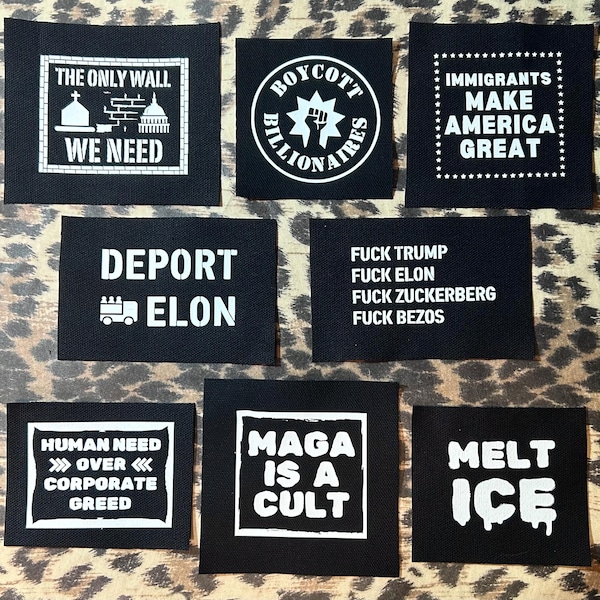 THE ONLY WALL
WE NEED
BOYCOTT
BILLIONAIRES
IMMIGRANTS
MAKE
AMERICA
GREAT
DEPORT
ELON
FUCK TRUMP
FUCK ELON
FUCK ZUCKERBERG
FUCK BEZOS
HUMAN NEED
OVER
CORPORATE
GREED
MAGA
IS A
CULT
MELT
ICE